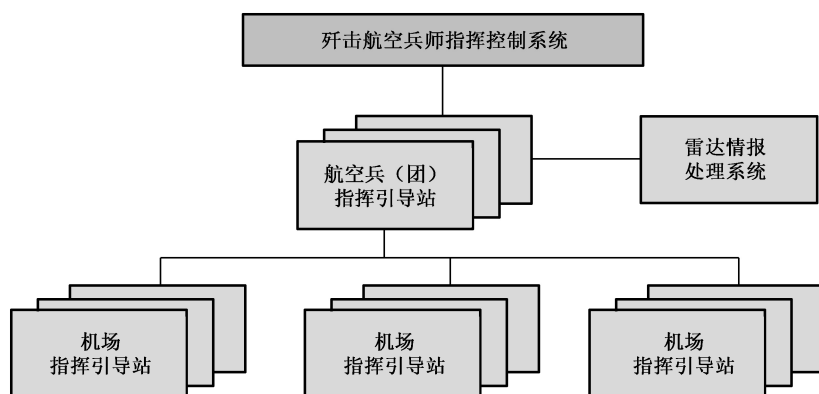 歼击航空兵师指挥控制系统
航空兵（团）
指挥引导站
雷达情报
处理系统
机场
指挥引导站
机场
指挥引导站
机场
指挥引导站